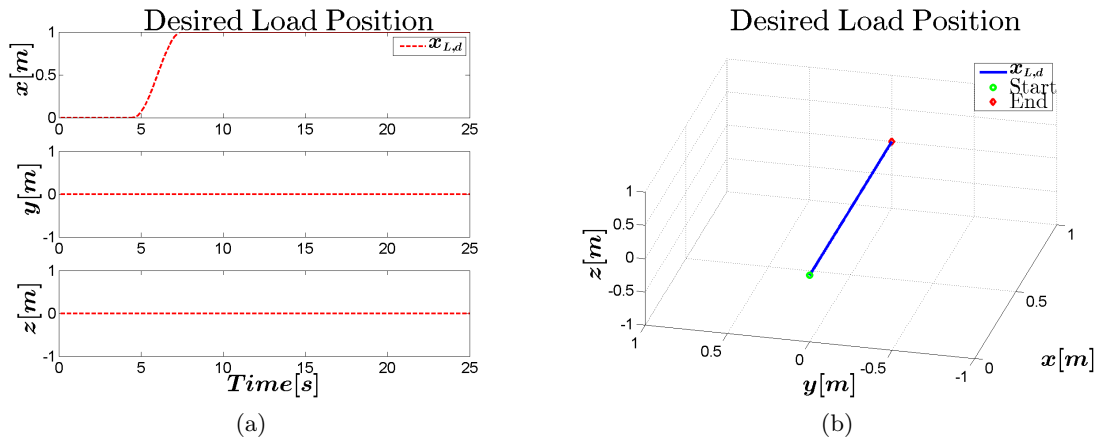 Desired Load Position
x[m]
1
0.5
0
x_{L,d}
0 5 10 15 20 25
y[m]
1
0
-1
0 5 10 15 20 25
z[m]
1
0
-1
0 5 10 15 20 25
Time[s]
(a)
Desired Load Position
x_{L,d}
Start
End
z[m]
1
0.5
0
-0.5
-1
1 0.5 0 -0.5 -1
y[m]
0 0.5 1
x[m]
(b)